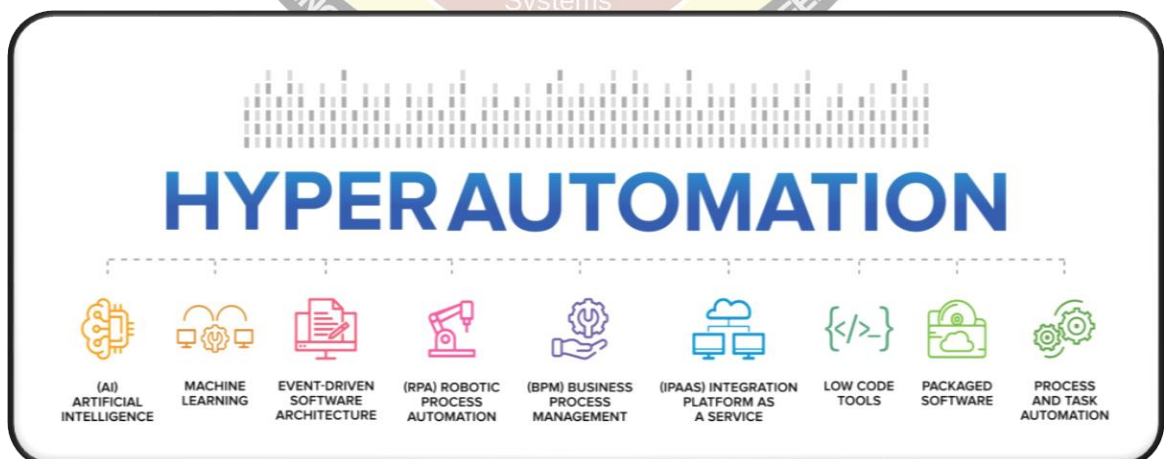 Systems
HYPERAUTOMATION
(AI)
ARTIFICIAL
INTELLIGENCE
MACHINE
LEARNING
EVENT-DRIVEN
SOFTWARE
ARCHITECTURE
(RPA) ROBOTIC
PROCESS
AUTOMATION
(BPM) BUSINESS
PROCESS
MANAGEMENT
(IPAAS) INTEGRATION
PLATFORM AS
A SERVICE
{</>_}
LOW CODE
TOOLS
PACKAGED
SOFTWARE
PROCESS
AND TASK
AUTOMATION